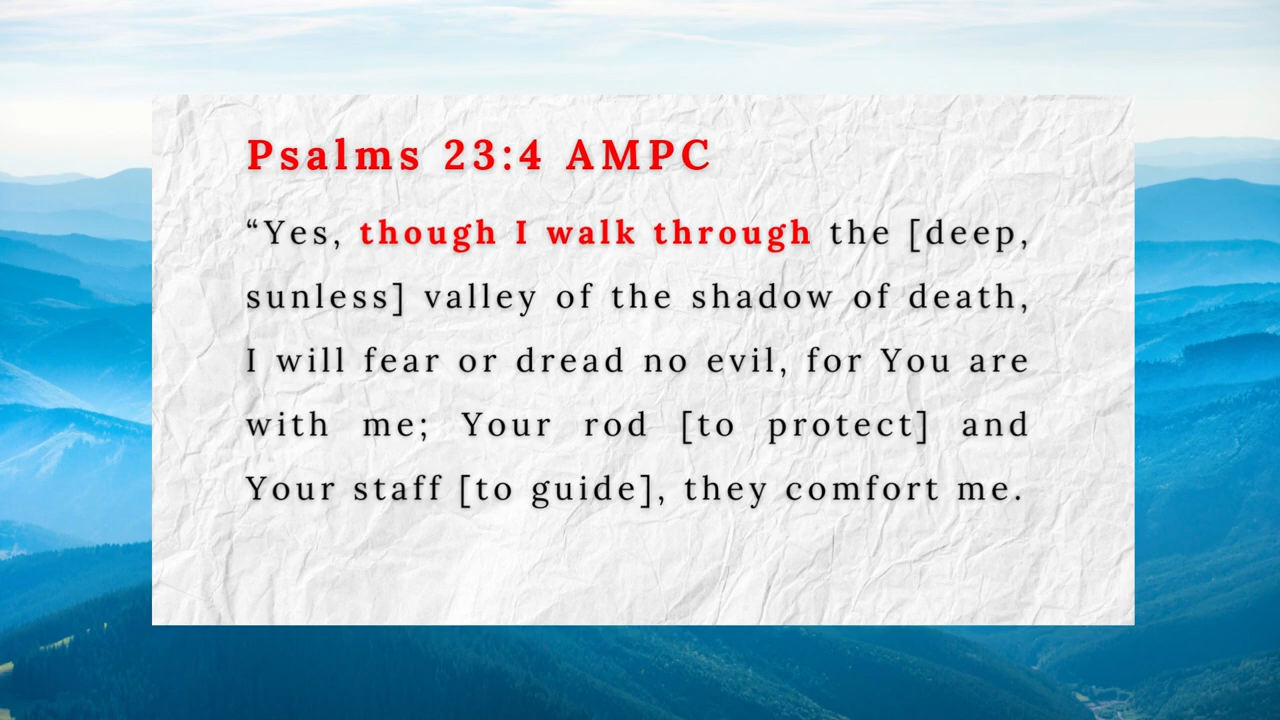 Psalms 23:4 AMPC
“Yes, though I walk through the [deep,
sunless] valley of the shadow of death,
I will fear or dread no evil, for You are
with me; Your rod [to protect] and
Your staff [to guide], they comfort me.